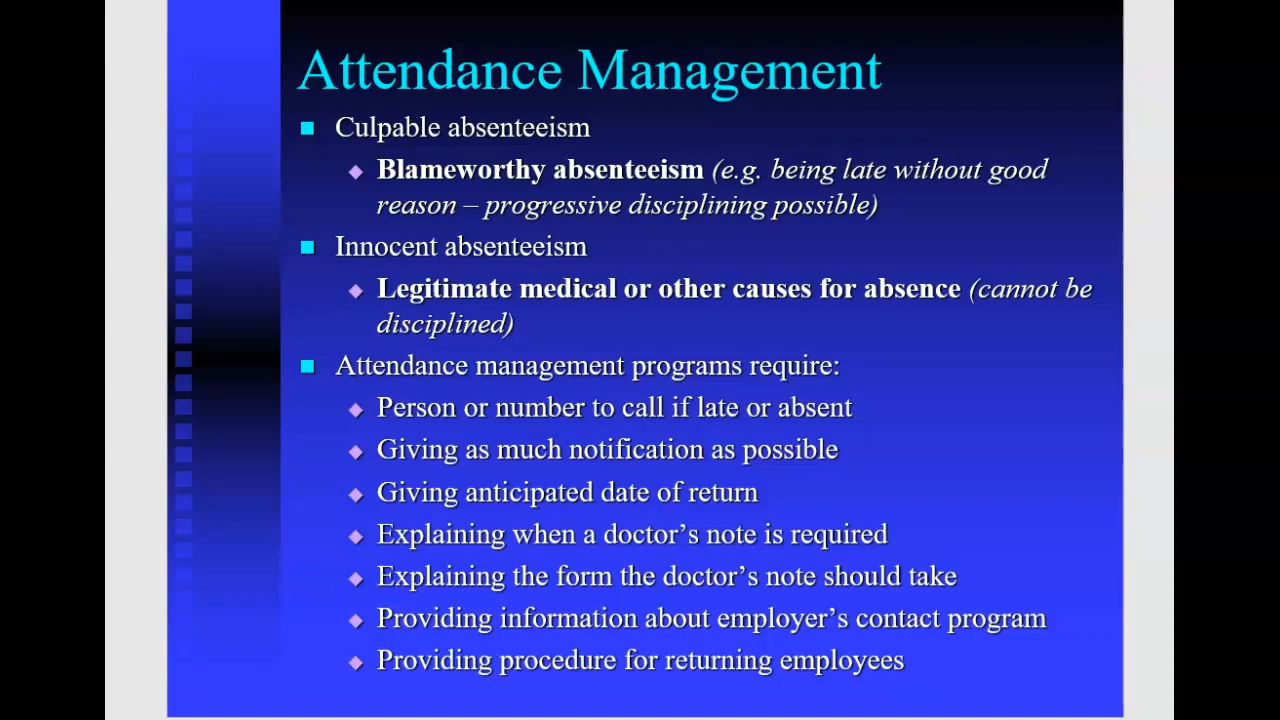 Attendance Management
Culpable absenteeism
Blameworthy absenteeism (e.g. being late without good
reason – progressive disciplining possible)
Innocent absenteeism
Legitimate medical or other causes for absence (cannot be
disciplined)
Attendance management programs require:
Person or number to call if late or absent
Giving as much notification as possible
Giving anticipated date of return
Explaining when a doctor’s note is required
Explaining the form the doctor’s note should take
Providing information about employer’s contact program
Providing procedure for returning employees